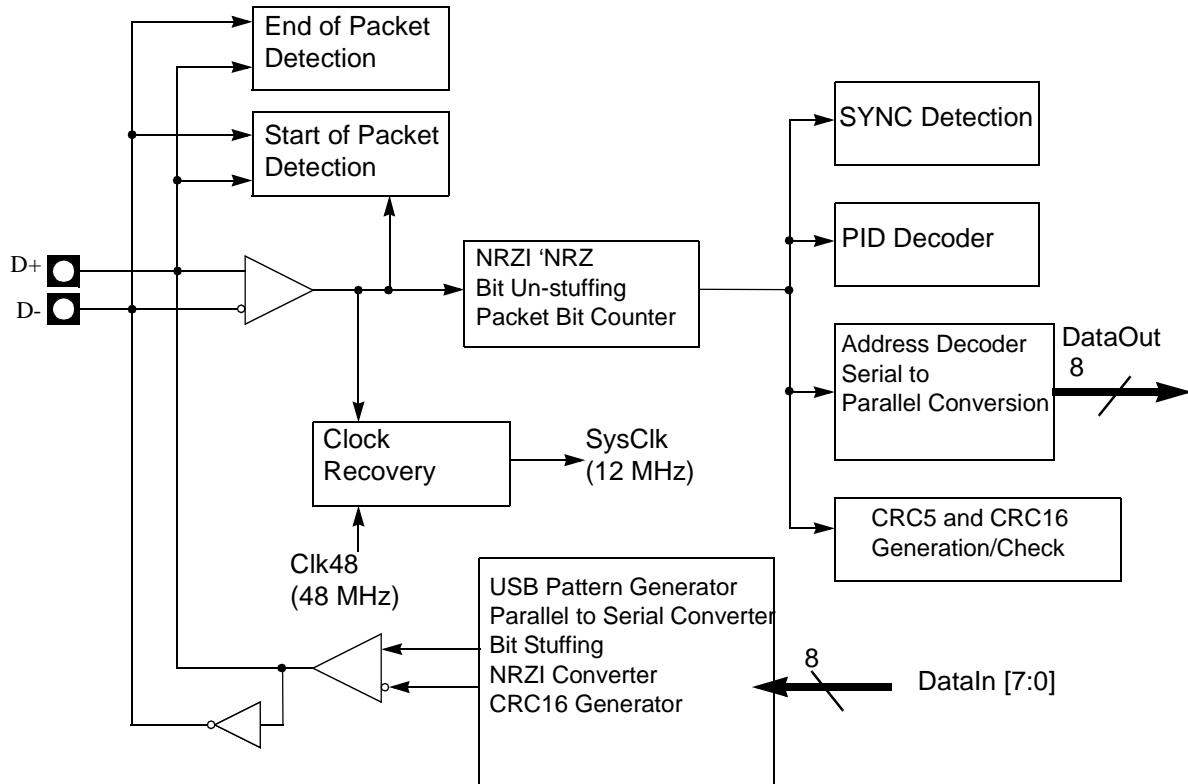 End of Packet
Detection
Start of Packet
Detection
SYNC Detection
PID Decoder
D+
D-
NRZI ‘NRZ
Bit Un-stuffing
Packet Bit Counter
Address Decoder
Serial to
Parallel Conversion
DataOut
8
Clock
Recovery
SysClk
(12 MHz)
CRC5 and CRC16
Generation/Check
Clk48
(48 MHz)
USB Pattern Generator
Parallel to Serial Converter
Bit Stuffing
NRZI Converter
CRC16 Generator
8
DataIn [7:0]